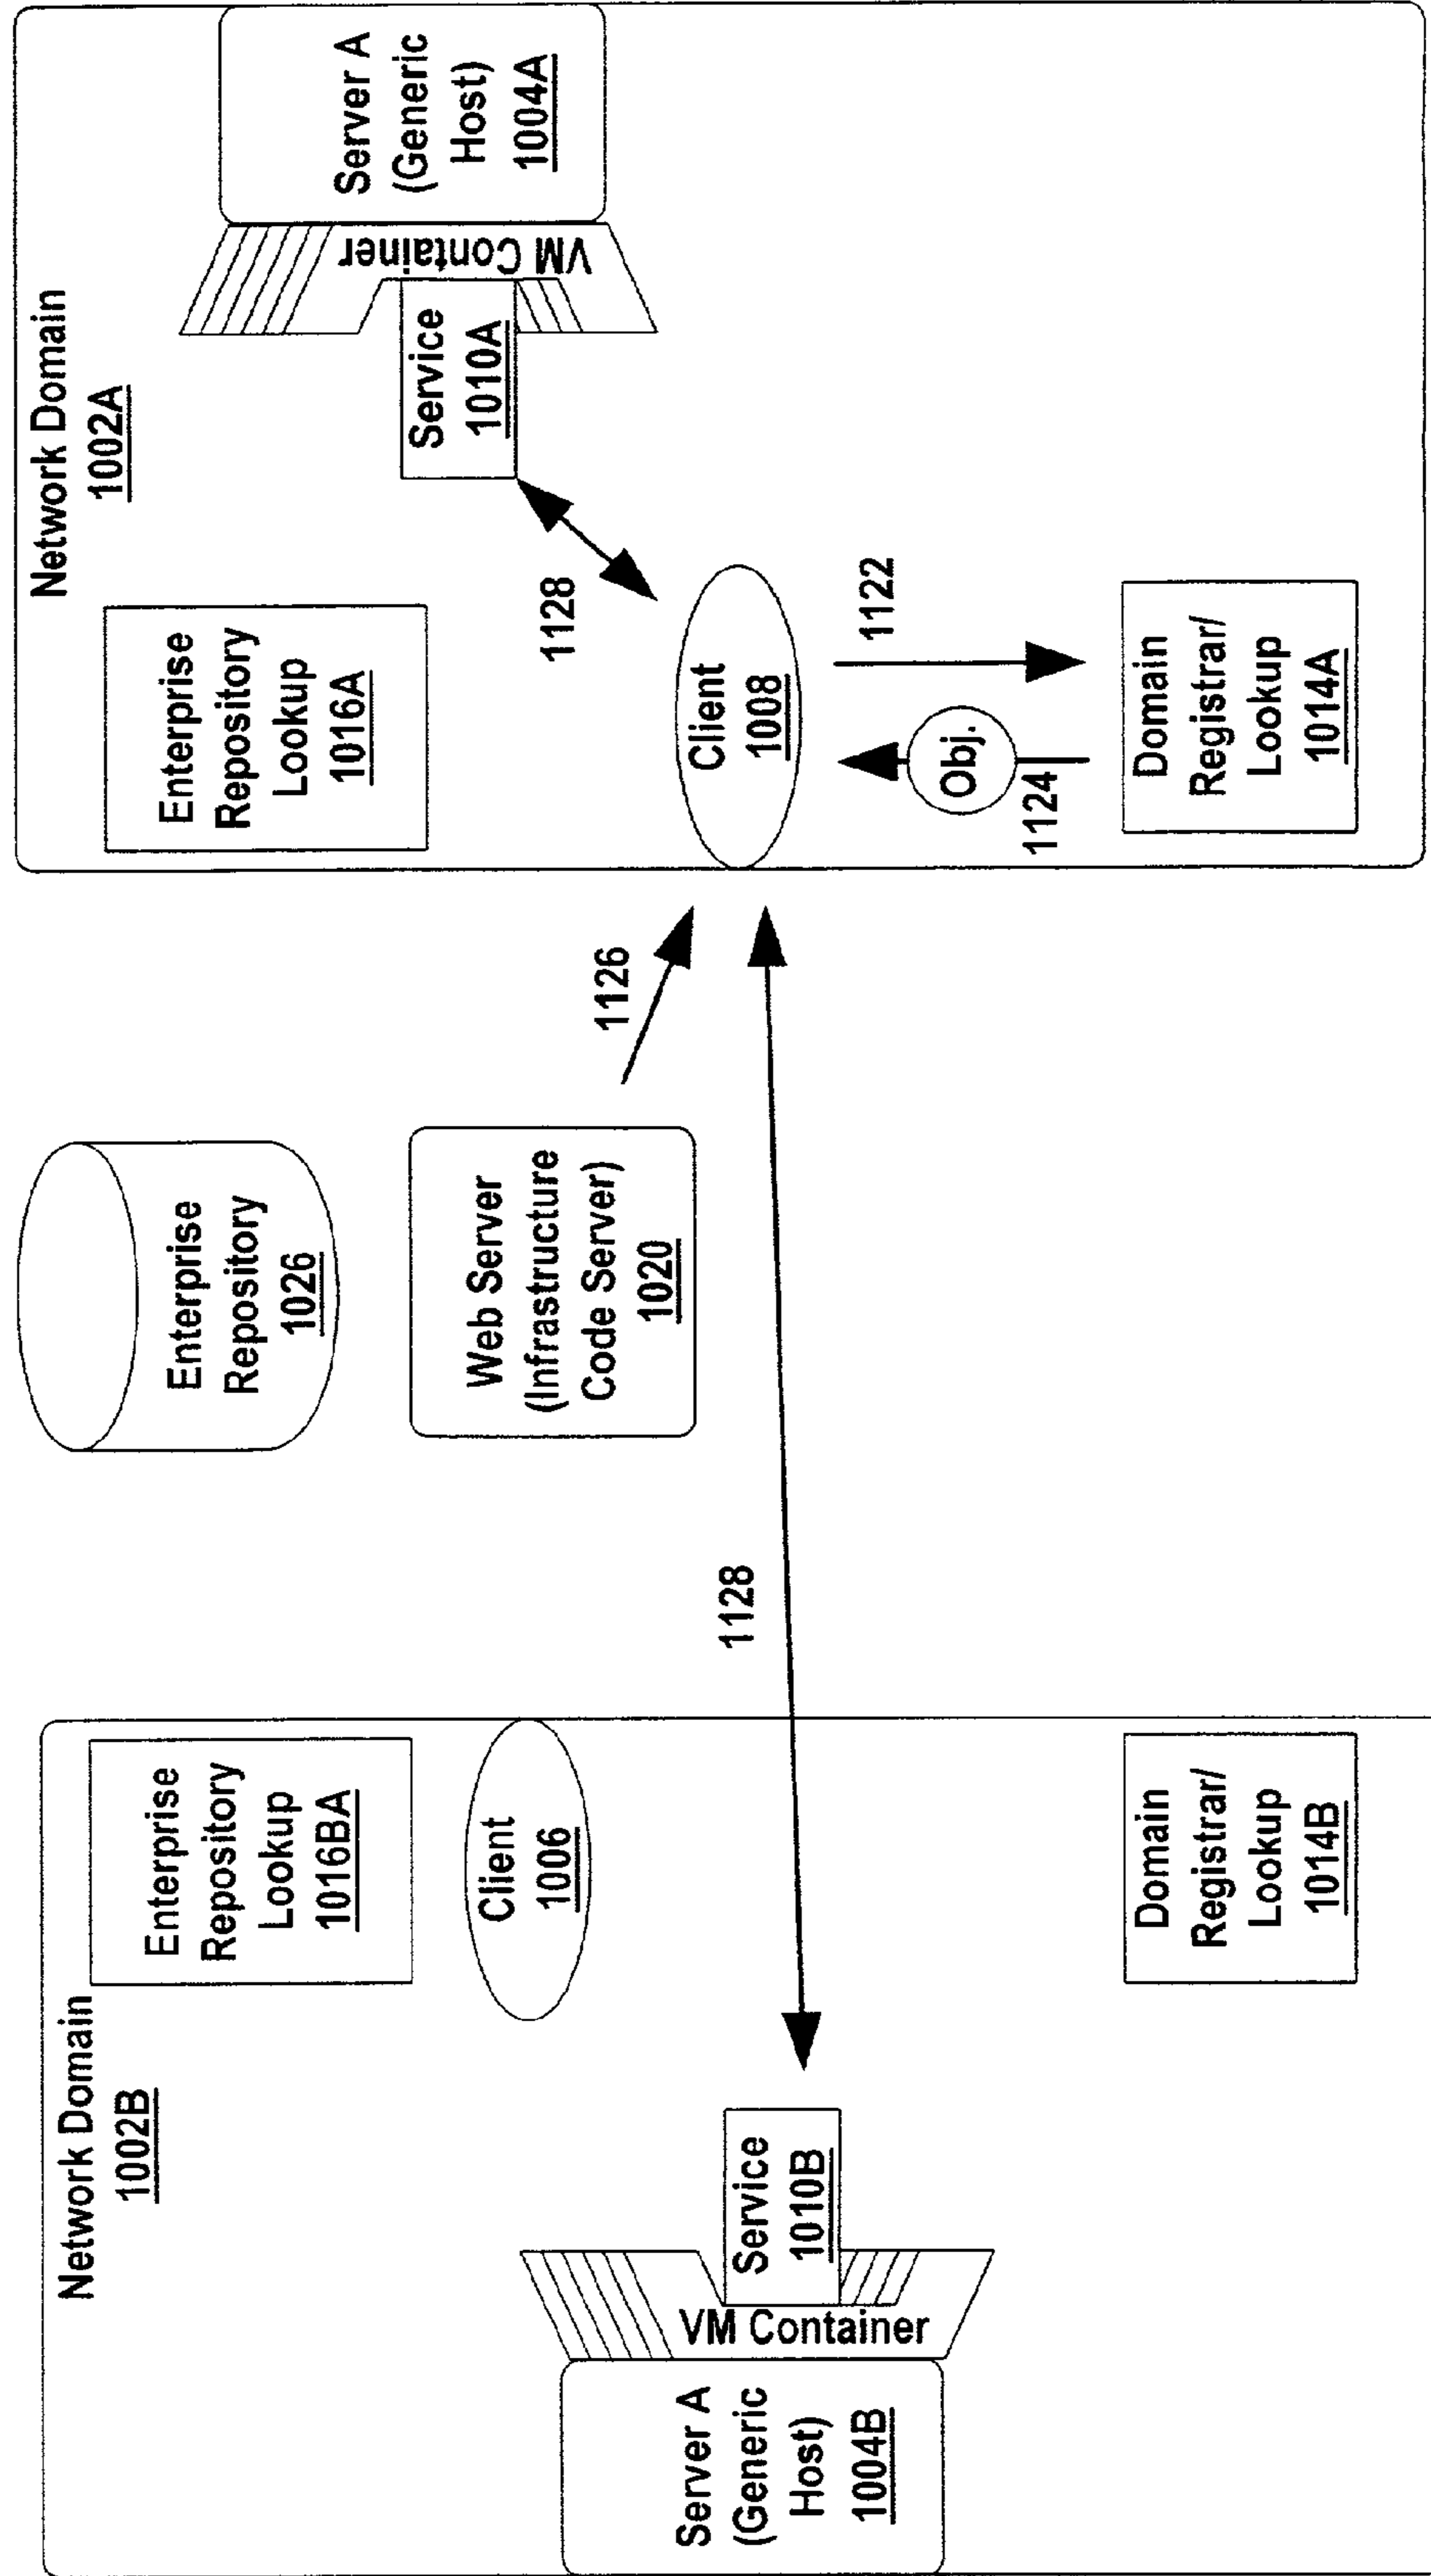 Network Domain
1002B
Enterprise
Repository
Lookup
1016BA
Client
1006
Server A
(Generic
Host)
1004B
VM Container
Service
1010B
Domain
Registrar/
Lookup
1014B
Enterprise
Repository
1026
Web Server
(Infrastructure
Code Server)
1020
1126
1128
Network Domain
1002A
Enterprise
Repository
Lookup
1016A
Server A
(Generic
Host)
1004A
VM Container
Service
1010A
1128
Client
1008
1122
Obj.
1124
Domain
Registrar/
Lookup
1014A